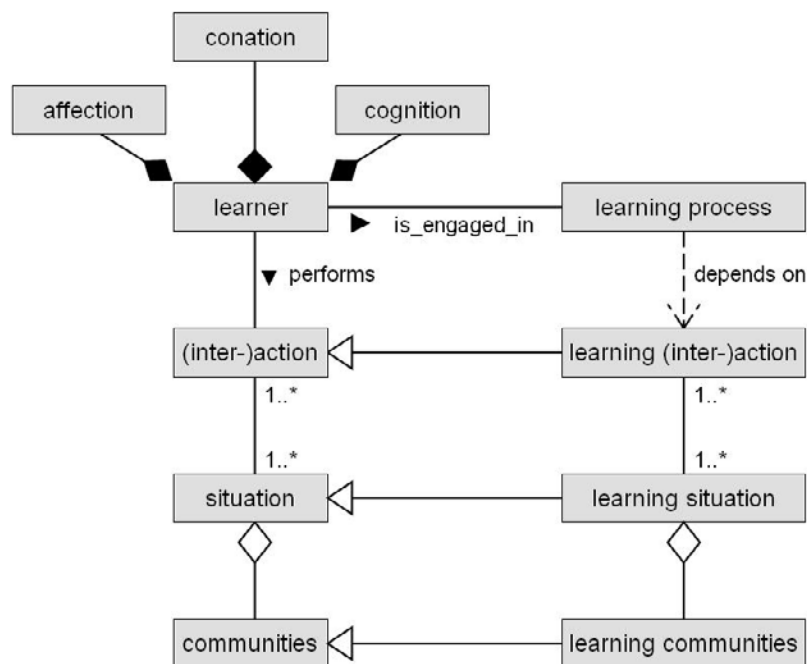 conation
affection
cognition
learner
learning process
is_engaged_in
performs
depends on
(inter-)action
learning (inter-)action
1..*
1..*
1..*
1..*
situation
learning situation
communities
learning communities